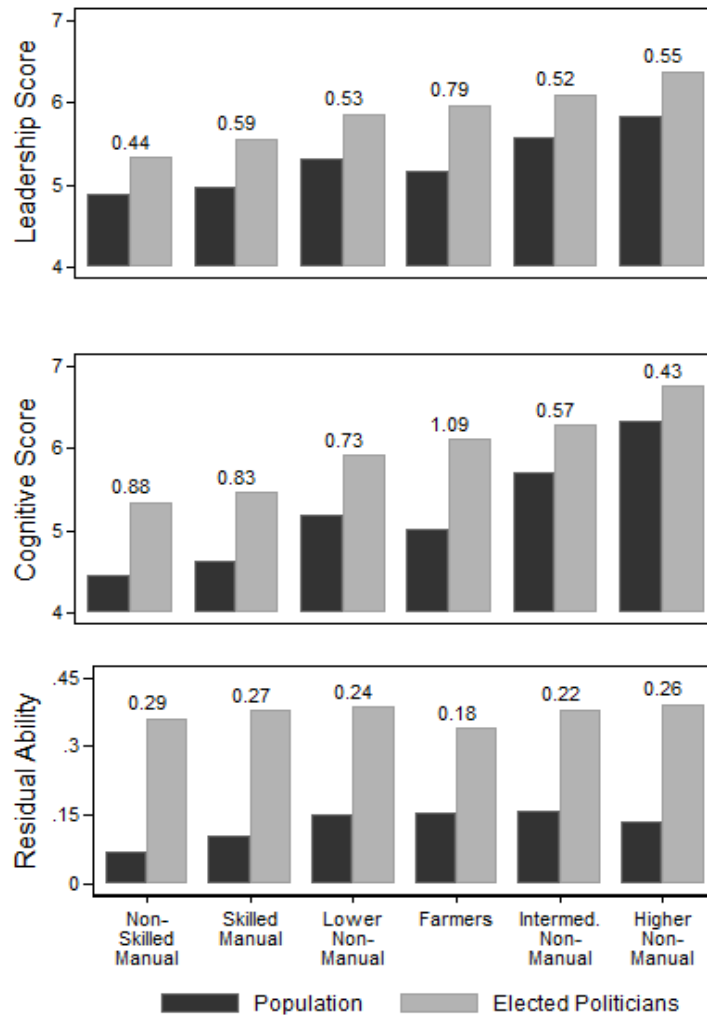 Leadership Score
7
6
5
4
0.44 0.59 0.53 0.79 0.52 0.55
Cognitive Score
7
6
5
4
0.88 0.83 0.73 1.09 0.57 0.43
Residual Ability
.45
.3
.15
0
0.29 0.27 0.24 0.18 0.22 0.26
Non-
Skilled
Manual
Skilled
Manual
Lower
Non-
Manual
Farmers
Intermed.
Non-
Manual
Higher
Non-
Manual
Population Elected Politicians